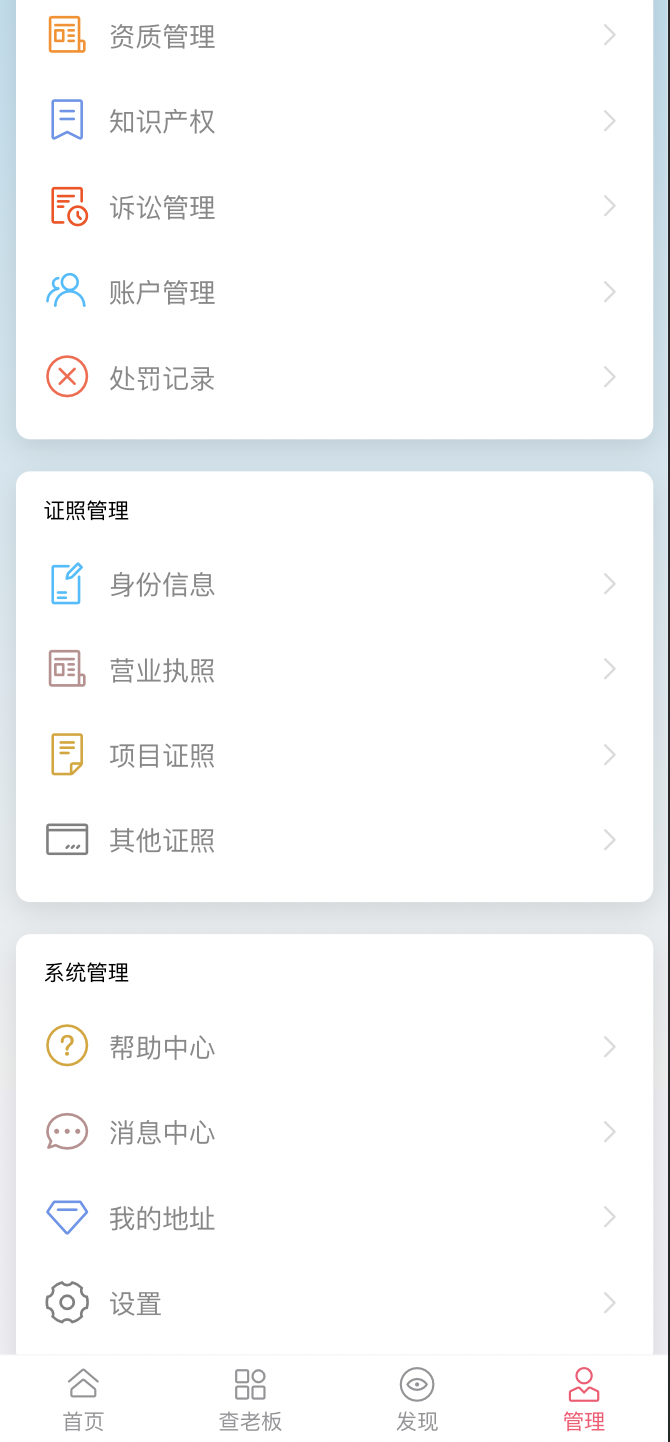 资质管理
知识产权
诉讼管理
账户管理
处罚记录
证照管理
身份信息
营业执照
项目证照
其他证照
系统管理
帮助中心
消息中心
我的地址
设置
首页
查老板
发现
管理